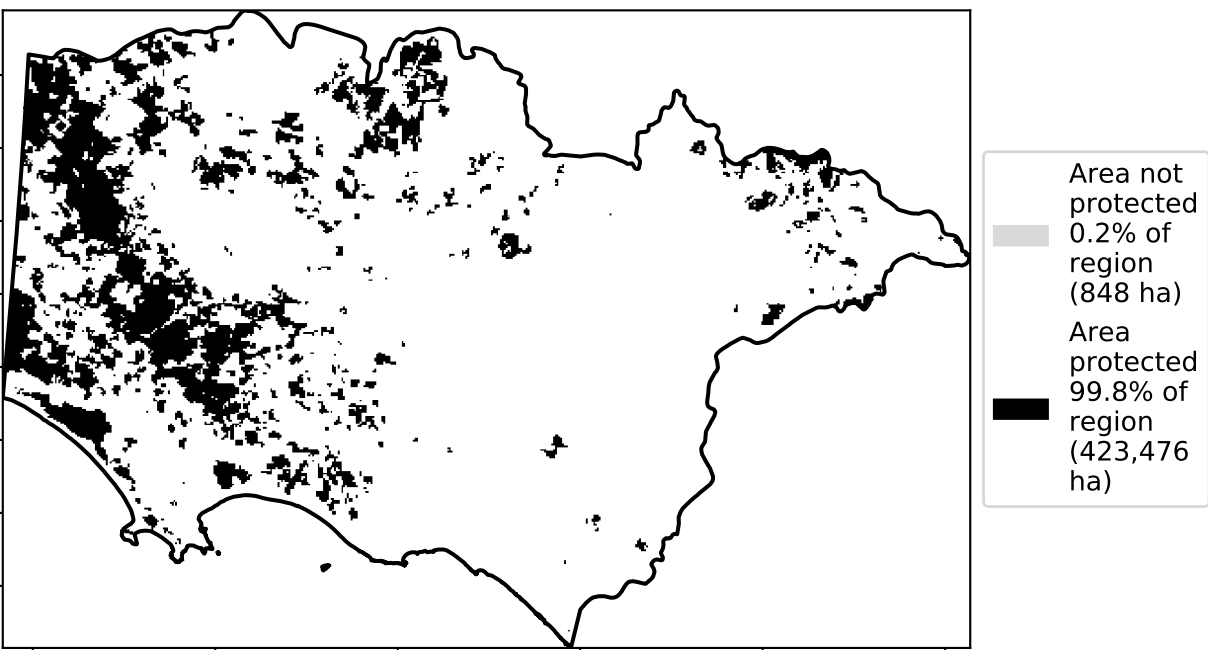 Area not
protected
0.2% of
region
(848 ha)
Area
protected
99.8% of
region
(423,476
ha)